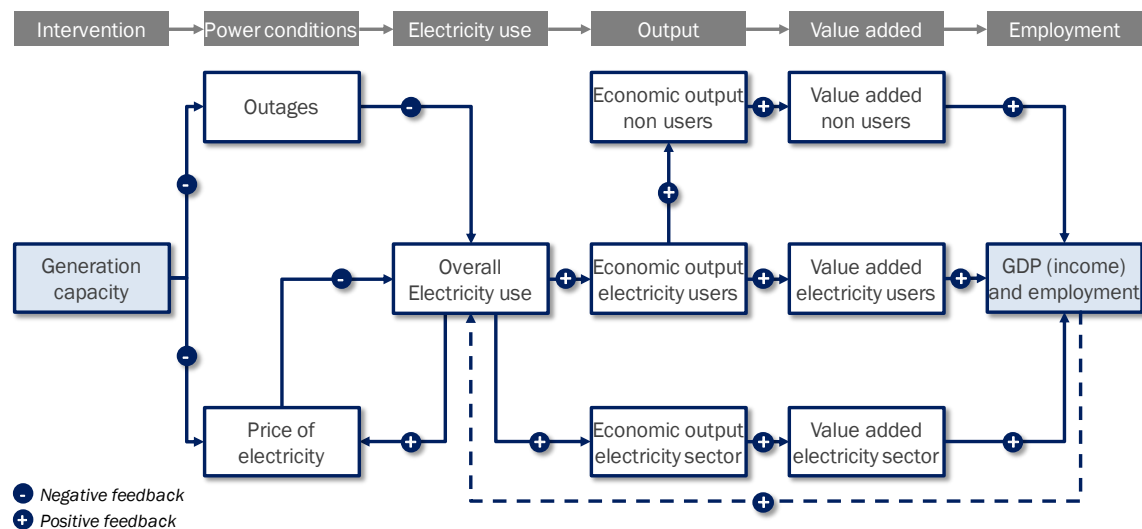 Intervention
Power conditions
Electricity use
Output
Value added
Employment
Outages
-
Economic output
non users
+
Value added
non users
+
-
+
Generation
capacity
-
Overall
Electricity use
+
Economic output
electricity users
+
Value added
electricity users
+
GDP (income)
and employment
-
Price of
electricity
+
+
Economic output
electricity sector
+
Value added
electricity sector
+
- Negative feedback
+ Positive feedback
+